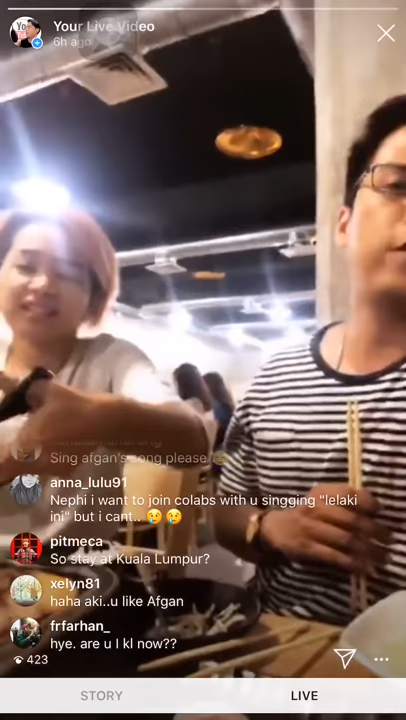 Your Live Video
6h ago
Sing afgan's song please
anna_lulu91
Nephi i want to join colabs with u singging "lelaki
ini" but i cant.. 😢 😢
pitmeca
So stay at Kuala Lumpur?
xelyn81
haha aki..u like Afgan
frfarhan_
hye. are u I kl now??
423
STORY
LIVE